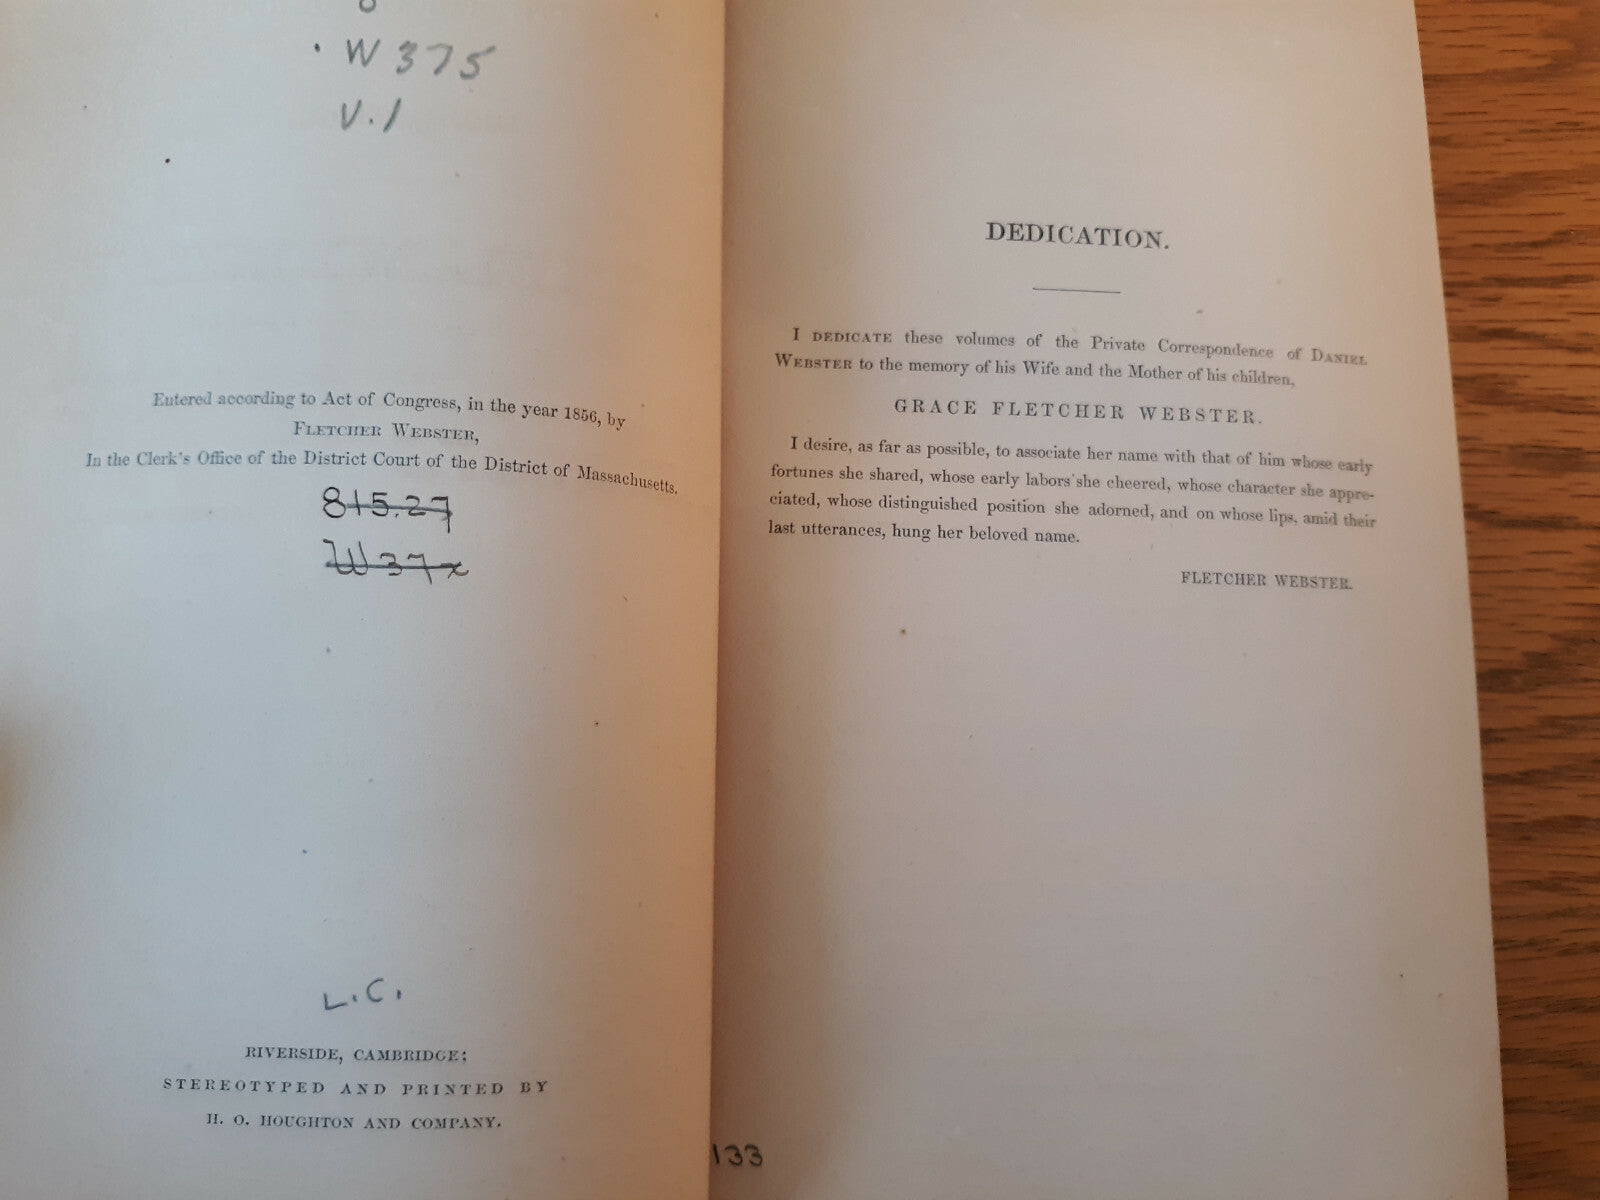 W 375
V.1
Entered according to Act of Congress, in the year 1856, by
FLETCHER WEBSTER,
In the Clerk's Office of the District Court of the District of Massachusetts.
815.27
W37x
L.C.
RIVERSIDE, CAMBRIDGE:
STEREOTYPED AND PRINTED BY
H. O. HOUGHTON AND COMPANY.
DEDICATION.
I DEDICATE these volumes of the Private Correspondence of DANIEL
WEBSTER to the memory of his Wife and the Mother of his children,
GRACE FLETCHER WEBSTER.
I desire, as far as possible, to associate her name with that of him whose early
fortunes she shared, whose early labors she cheered, whose character she appre-
ciated, whose distinguished position she adorned, and on whose lips, amid their
last utterances, hung her beloved name.
FLETCHER WEBSTER.
133